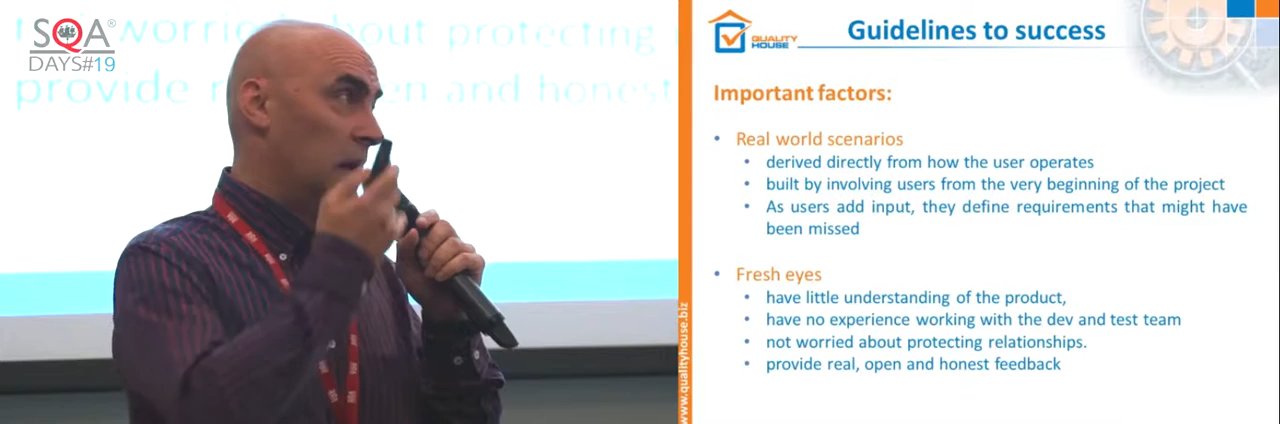 SQA®
DAYS#19
worri
bout protecting
provide r
en and honest
QUALITY
HOUSE
Guidelines to success
Important factors:
• Real world scenarios
• derived directly from how the user operates
• built by involving users from the very beginning of the project
• As users add input, they define requirements that might have
been missed
• Fresh eyes
• have little understanding of the product,
• have no experience working with the dev and test team
• not worried about protecting relationships.
• provide real, open and honest feedback
www.qualityhouse.biz